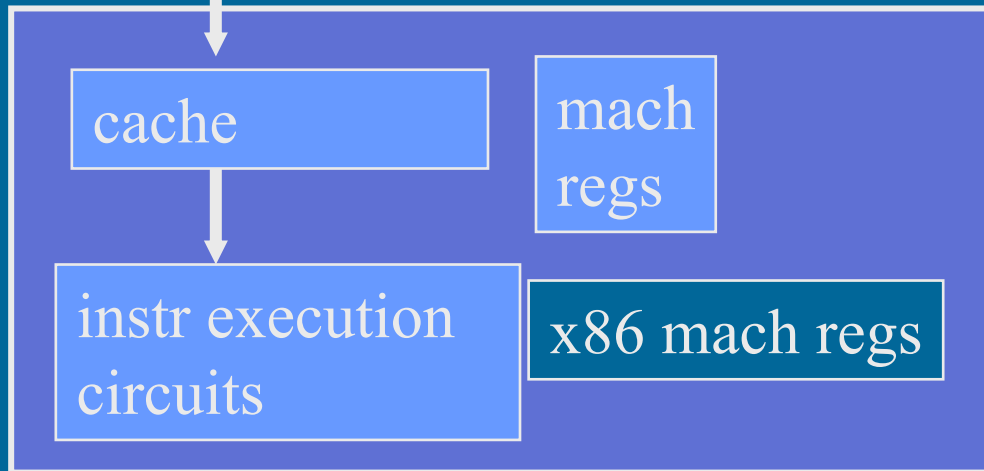 cache
mach
regs
instr execution
circuits
x86 mach regs